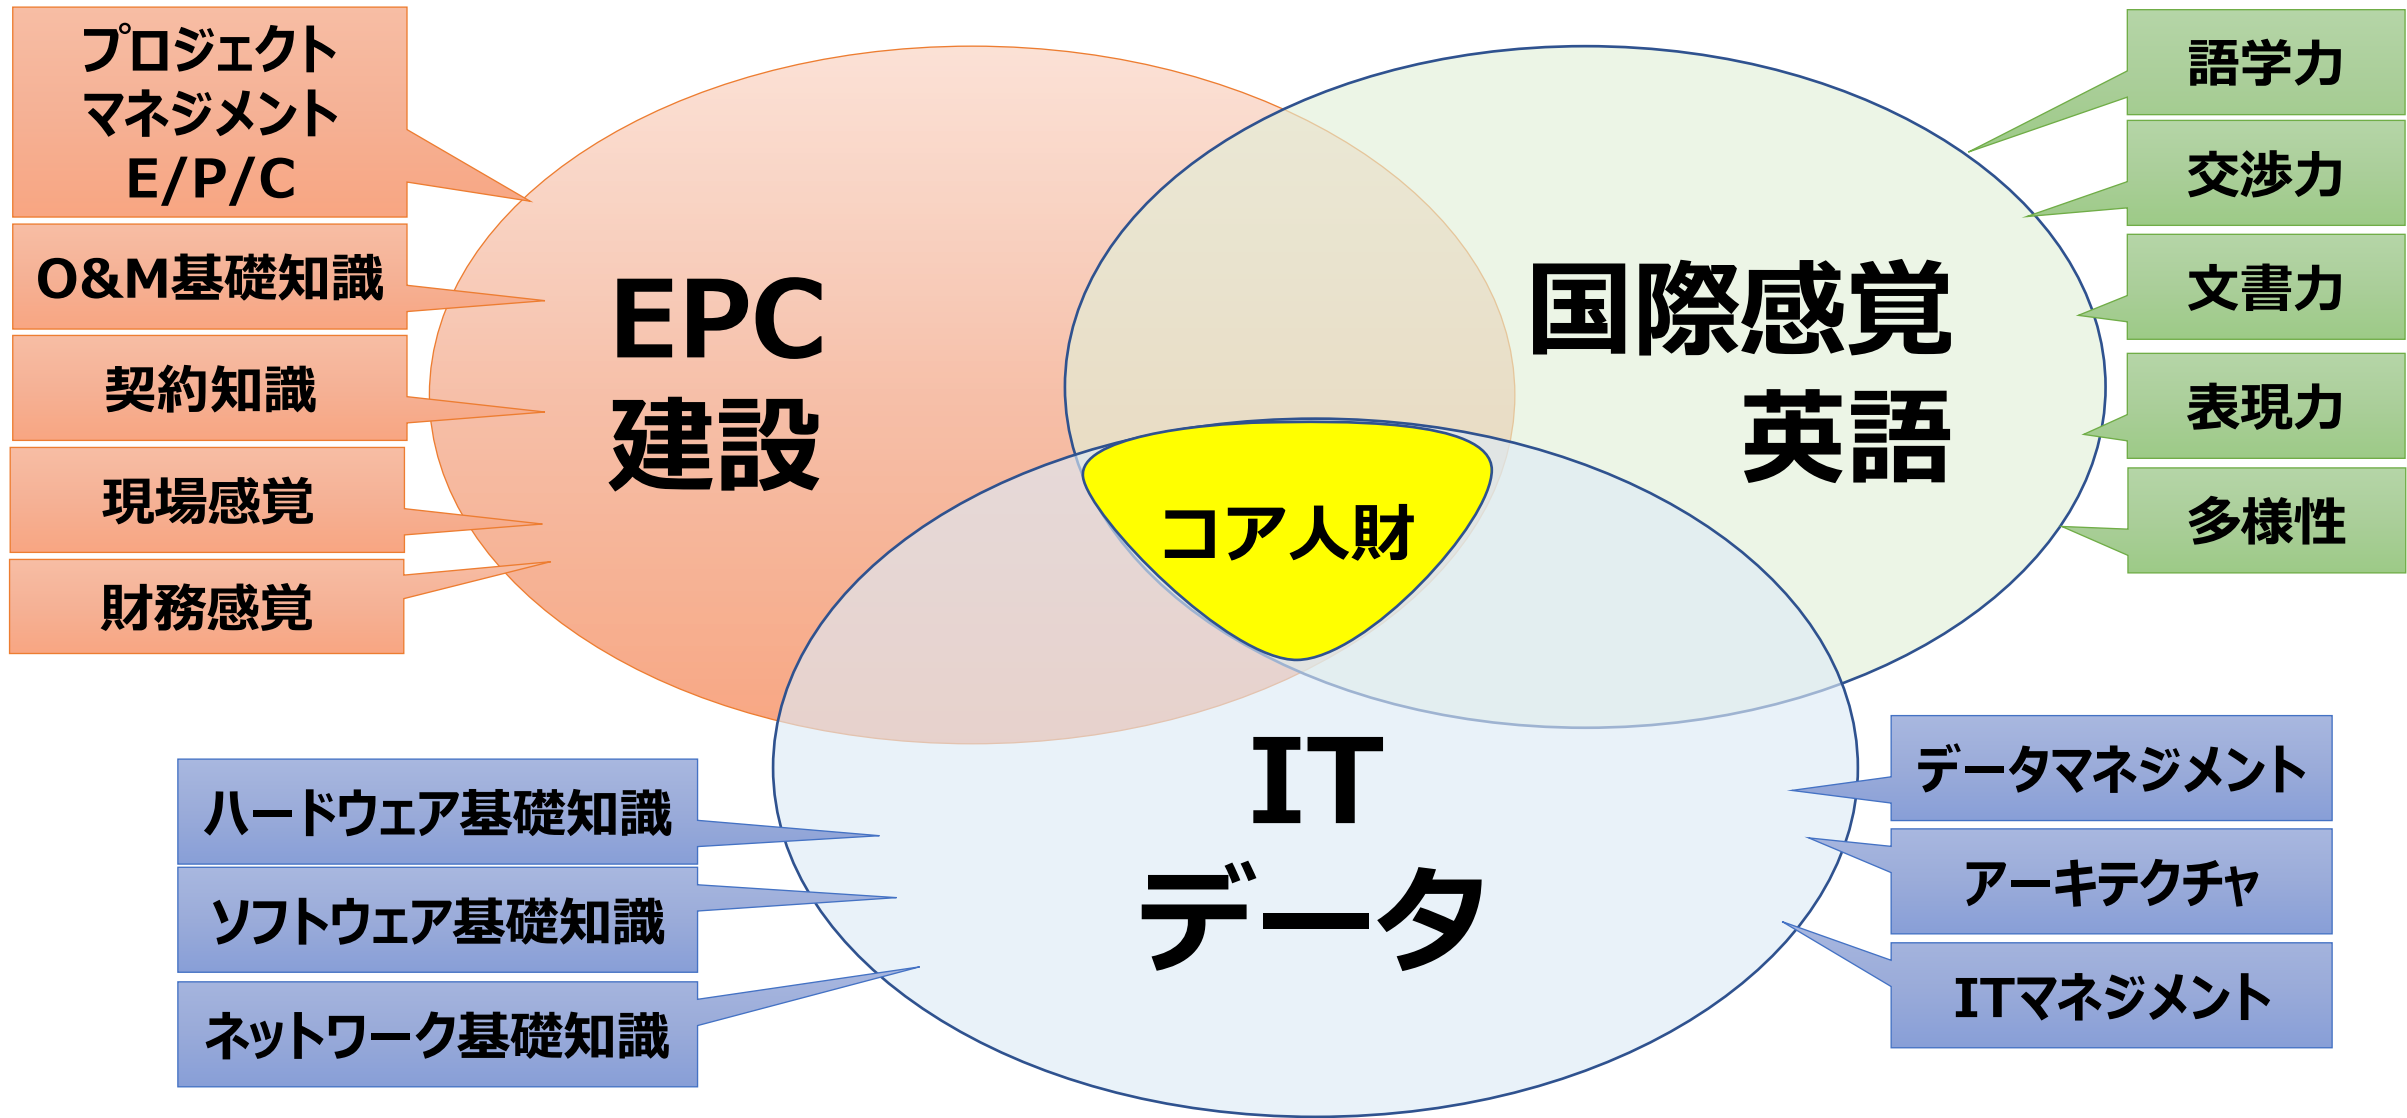 プロジェクト
マネジメント
E/P/C
O&M基礎知識
契約知識
現場感覚
財務感覚
EPC
建設
国際感覚
英語
語学力
交渉力
文書力
表現力
多様性
コア人財
IT
データ
ハードウェア基礎知識
ソフトウェア基礎知識
ネットワーク基礎知識
データマネジメント
アーキテクチャ
ITマネジメント